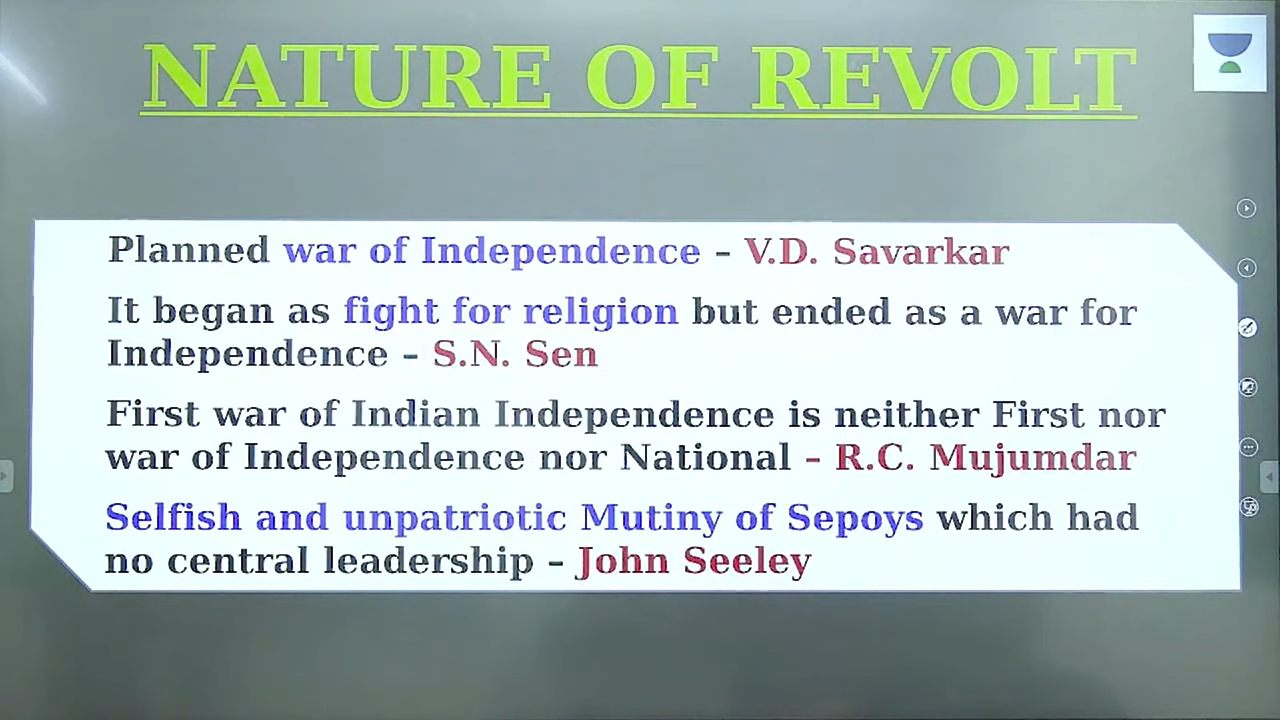 NATURE OF REVOLT
Planned war of Independence – V.D. Savarkar
It began as fight for religion but ended as a war for
Independence – S.N. Sen
First war of Indian Independence is neither First nor
war of Independence nor National – R.C. Mujumdar
Selfish and unpatriotic Mutiny of Sepoys which had
no central leadership – John Seeley